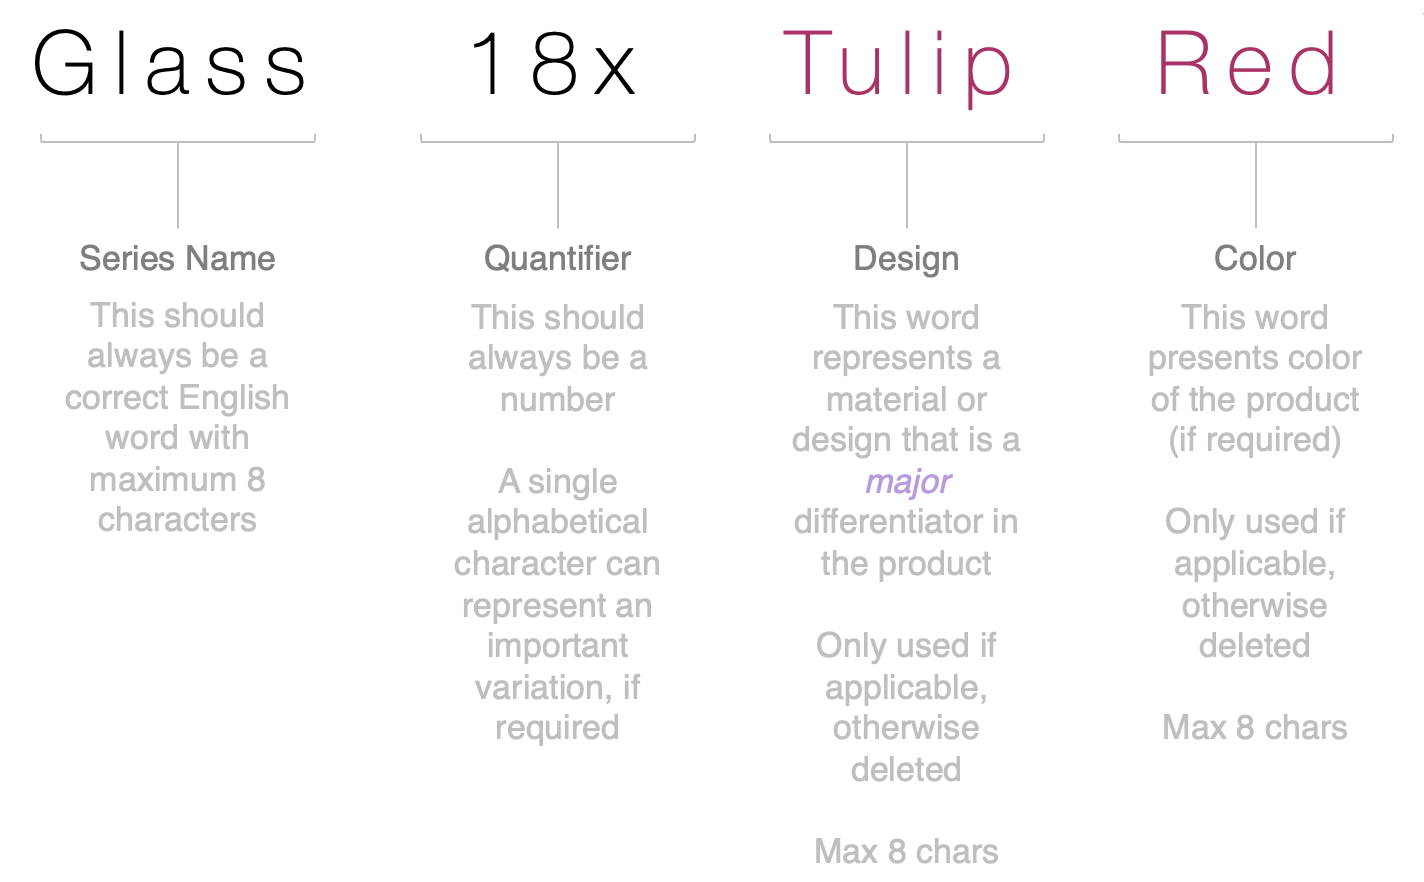 Glass 18x Tulip Red
Series Name
This should
always be a
correct English
word with
maximum 8
characters
Quantifier
This should
always be a
number
A single
alphabetical
character can
represent an
important
variation, if
required
Design
This word
represents a
material or
design that is a
major
differentiator in
the product
Only used if
applicable,
otherwise
deleted
Max 8 chars
Color
This word
presents color
of the product
(if required)
Only used if
applicable,
otherwise
deleted
Max 8 chars